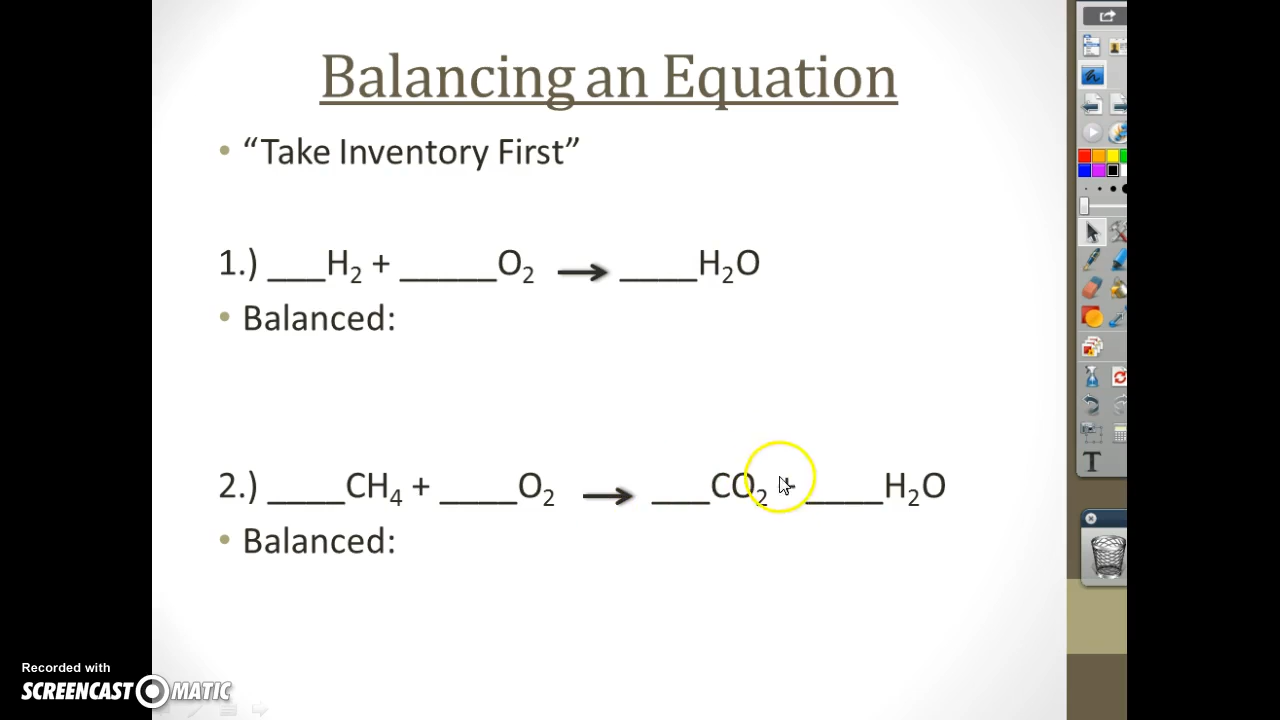 Balancing an Equation
• “Take Inventory First”
1.) ___H₂ + _____O₂ → ____H₂O
• Balanced:
2.) ____CH₄ + ____O₂ → ___CO₂ + ____H₂O
• Balanced:
T
Recorded with
SCREENCAST O MATIC